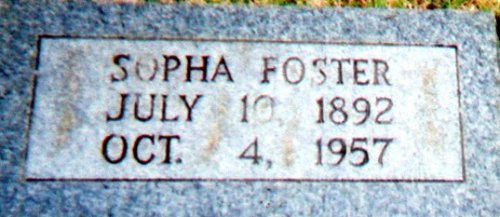 SOPHA FOSTER
JULY 10, 1892
OCT. 4, 1957